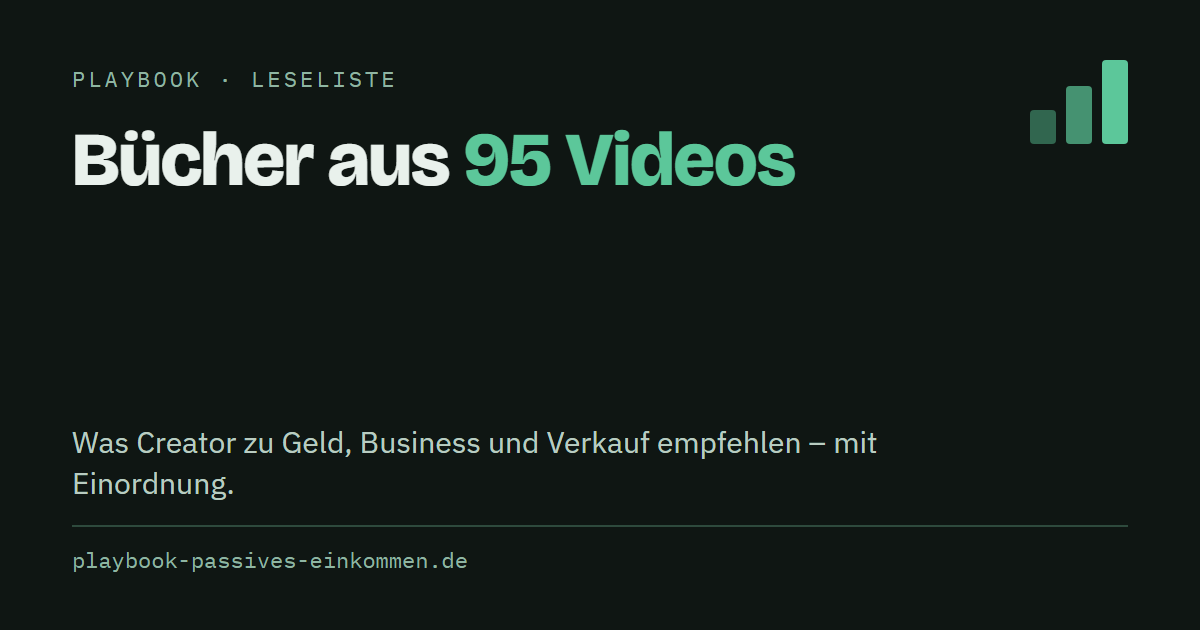 PLAYBOOK · LESELISTE
Bücher aus 95 Videos
Was Creator zu Geld, Business und Verkauf empfehlen – mit
Einordnung.
playbook-passives-einkommen.de